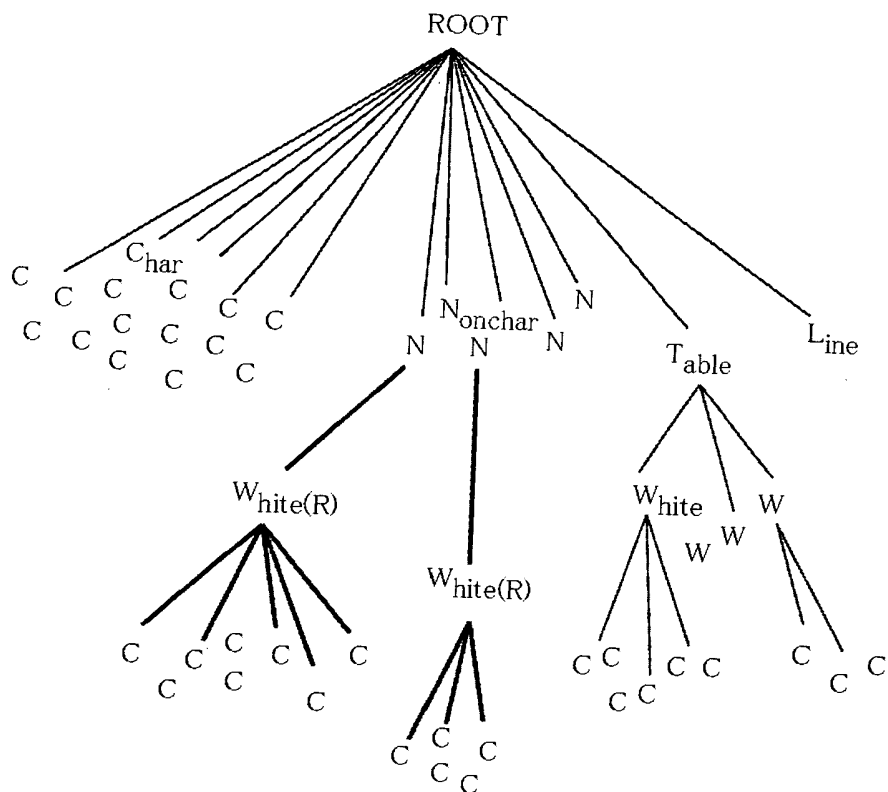 ROOT
C Char
C C C C C
C C C C
C C C
C
Nonchar N
N N N
Table
Line
White(R)
White W
W W
White(R)
C C C C C
C C C
C C C C
C C
C C C
C C
C C C
C C